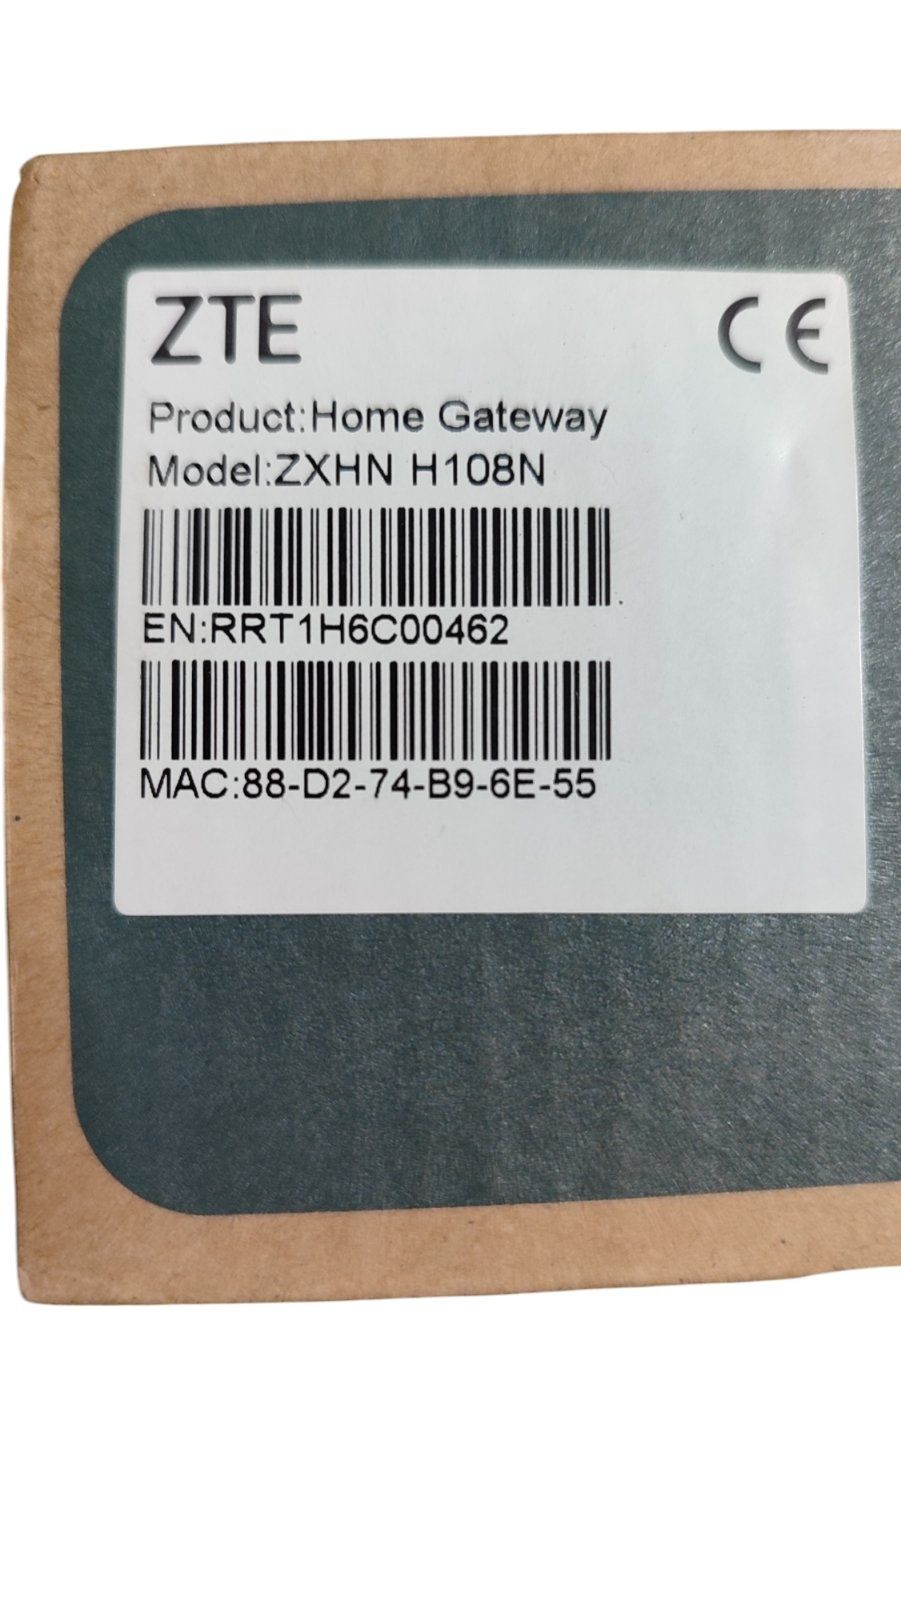 ZTE CE
Product:Home Gateway
Model:ZXHN H108N
EN:RRT1H6C00462
MAC:88-D2-74-B9-6E-55